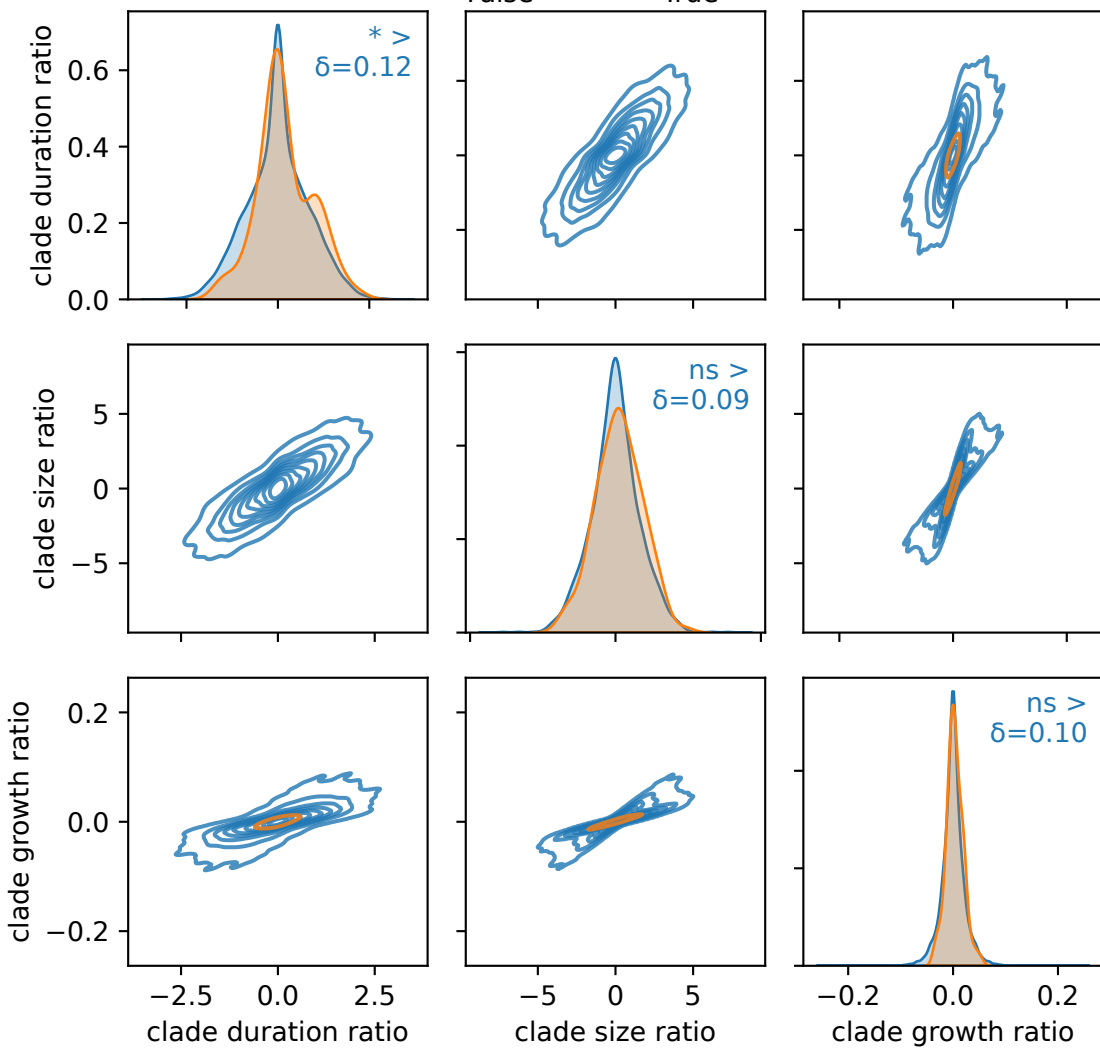 clade duration ratio
0.6
0.4
0.2
0.0
* >
δ=0.12
clade size ratio
5
0
−5
ns >
δ=0.09
clade growth ratio
0.2
0.0
−0.2
ns >
δ=0.10
−2.5 0.0 2.5
clade duration ratio
−5 0 5
clade size ratio
−0.2 0.0 0.2
clade growth ratio